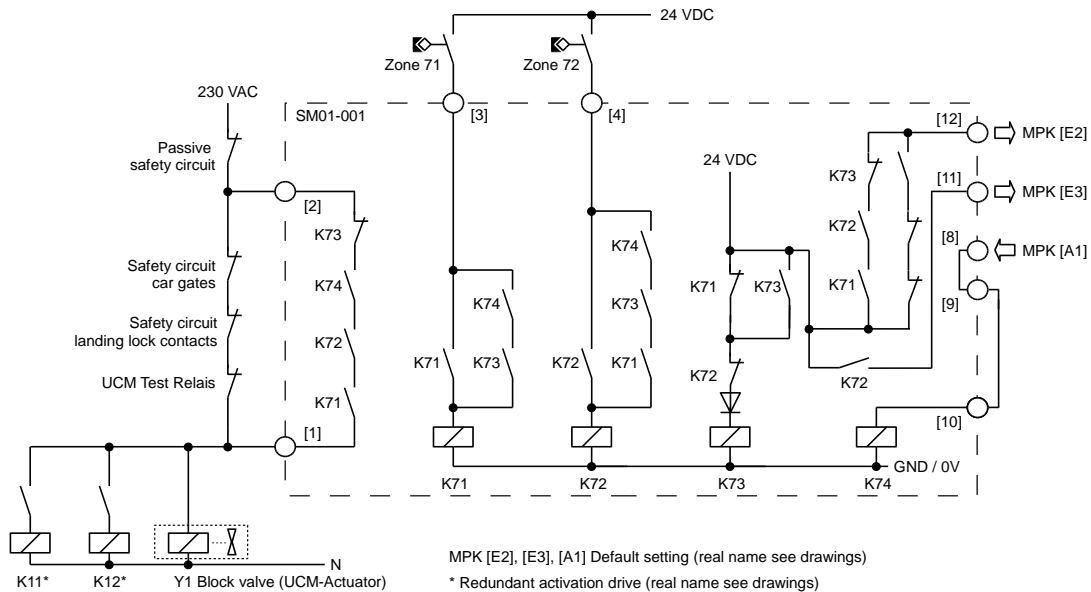 24 VDC
Zone 71
Zone 72
230 VAC
SM01-001
[3]
[4]
[12]
MPK [E2]
Passive
safety circuit
24 VDC
K73
[11]
MPK [E3]
[2]
K73
K74
K72
[8]
MPK [A1]
Safety circuit
car gates
K74
K74
K73
K71
K73
K71
[9]
Safety circuit
landing lock contacts
K72
K71
K73
K72
K71
K72
K72
UCM Test Relais
K71
[1]
[10]
GND / 0V
K71
K72
K73
K74
N
K11*
K12*
Y1 Block valve (UCM-Actuator)
MPK [E2], [E3], [A1] Default setting (real name see drawings)
* Redundant activation drive (real name see drawings)